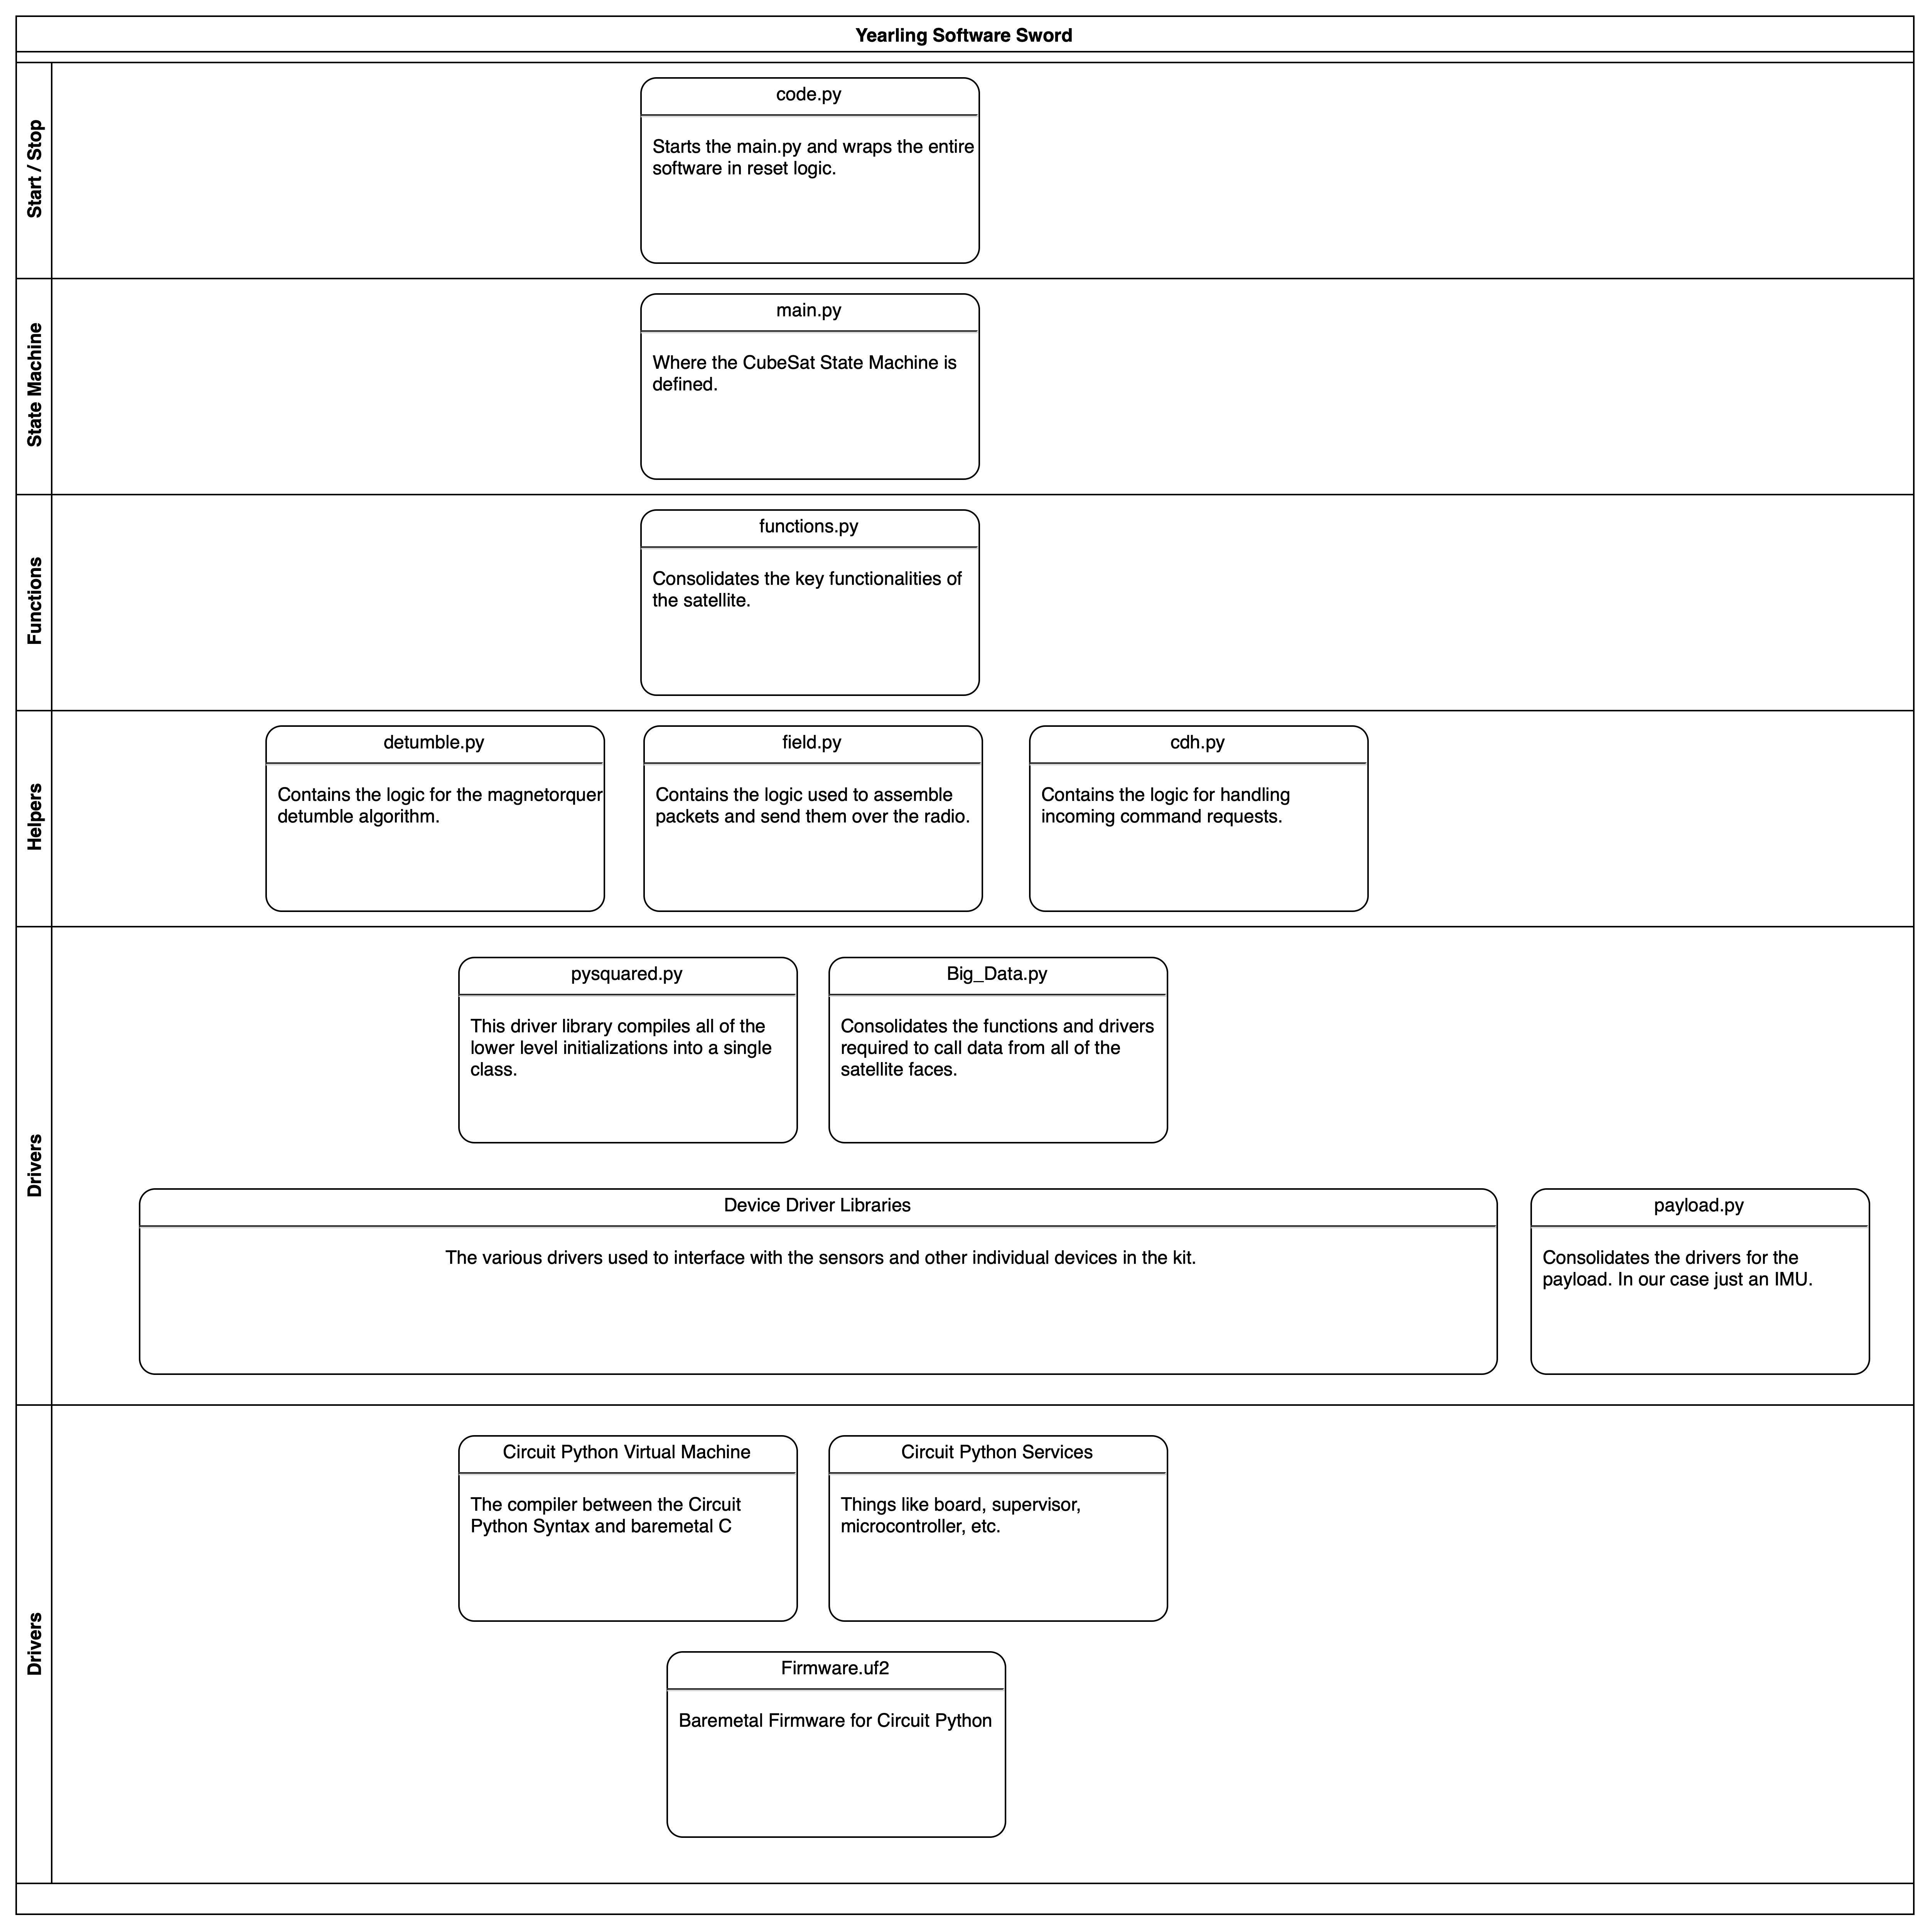 Yearling Software Sword
Start / Stop
code.py
Starts the main.py and wraps the entire
software in reset logic.
State Machine
main.py
Where the CubeSat State Machine is
defined.
Functions
functions.py
Consolidates the key functionalities of
the satellite.
Helpers
detumble.py
Contains the logic for the magnetorquer
detumble algorithm.
field.py
Contains the logic used to assemble
packets and send them over the radio.
cdh.py
Contains the logic for handling
incoming command requests.
Drivers
pysquared.py
This driver library compiles all of the
lower level initializations into a single
class.
Big_Data.py
Consolidates the functions and drivers
required to call data from all of the
satellite faces.
Device Driver Libraries
The various drivers used to interface with the sensors and other individual devices in the kit.
payload.py
Consolidates the drivers for the
payload. In our case just an IMU.
Drivers
Circuit Python Virtual Machine
The compiler between the Circuit
Python Syntax and baremetal C
Circuit Python Services
Things like board, supervisor,
microcontroller, etc.
Firmware.uf2
Baremetal Firmware for Circuit Python